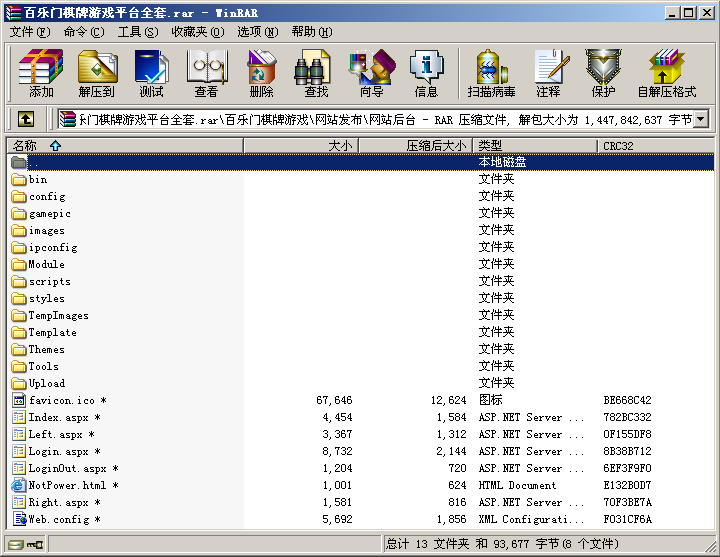 百乐门棋牌游戏平台全套.rar - WinRAR
文件(F) 命令(C) 工具(S) 收藏夹(O) 选项(N) 帮助(H)
添加 解压到 测试 查看 删除 查找 向导 信息 扫描病毒 注释 保护 自解压格式
门棋牌游戏平台全套.rar\百乐门棋牌游戏\网站发布\网站后台 - RAR 压缩文件, 解包大小为 1,447,842,637 字节
名称 大小 压缩后大小 类型 CRC32
.. 本地磁盘
bin 文件夹
config 文件夹
gamepic 文件夹
images 文件夹
ipconfig 文件夹
Module 文件夹
scripts 文件夹
styles 文件夹
TempImages 文件夹
Template 文件夹
Themes 文件夹
Tools 文件夹
Upload 文件夹
favicon.ico * 67,646 12,624 图标 BE668C42
Index.aspx * 4,454 1,584 ASP.NET Server ... 782BC332
Left.aspx * 3,367 1,312 ASP.NET Server ... 0F155DF8
Login.aspx * 8,732 2,144 ASP.NET Server ... 8B38B712
LoginOut.aspx * 1,204 720 ASP.NET Server ... 6EF3F9F0
NotPower.html * 1,001 624 HTML Document E132B0D7
Right.aspx * 1,581 816 ASP.NET Server ... 70F3BE7A
Web.config * 5,692 1,856 XML Configurati... F031CF6A
总计 13 文件夹 和 93,677 字节(8 个文件)